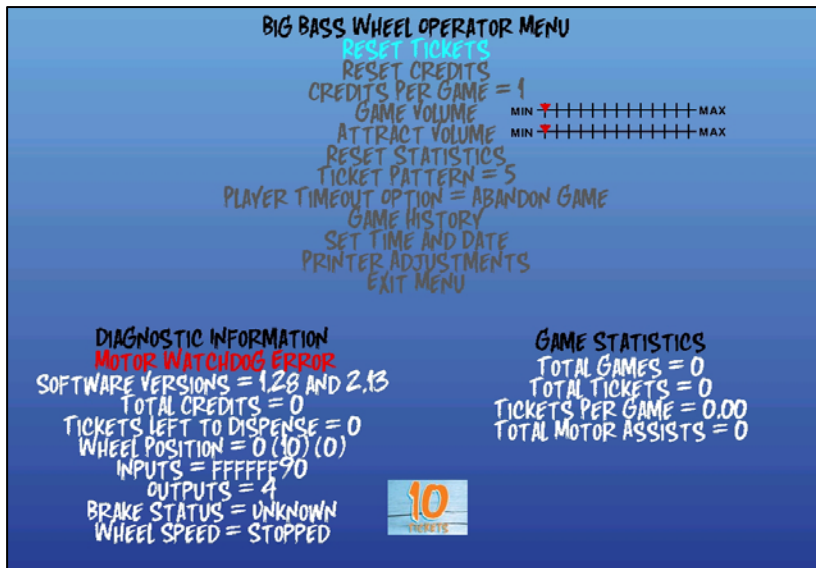 BIG BASS WHEEL OPERATOR MENU
RESET TICKETS
RESET CREDITS
CREDITS PER GAME = 1
GAME VOLUME MIN MAX
ATTRACT VOLUME MIN MAX
RESET STATISTICS
TICKET PATTERN = 5
PLAYER TIMEOUT OPTION = ABANDON GAME
GAME HISTORY
SET TIME AND DATE
PRINTER ADJUSTMENTS
EXIT MENU
DIAGNOSTIC INFORMATION
MOTOR WATCHDOG ERROR
SOFTWARE VERSIONS = 1.28 AND 2.13
TOTAL CREDITS = 0
TICKETS LEFT TO DISPENSE = 0
WHEEL POSITION = 0 (10) (0)
INPUTS = FFFFFF90
OUTPUTS = 4
BRAKE STATUS = UNKNOWN
WHEEL SPEED = STOPPED
10
TICKETS
GAME STATISTICS
TOTAL GAMES = 0
TOTAL TICKETS = 0
TICKETS PER GAME = 0.00
TOTAL MOTOR ASSISTS = 0